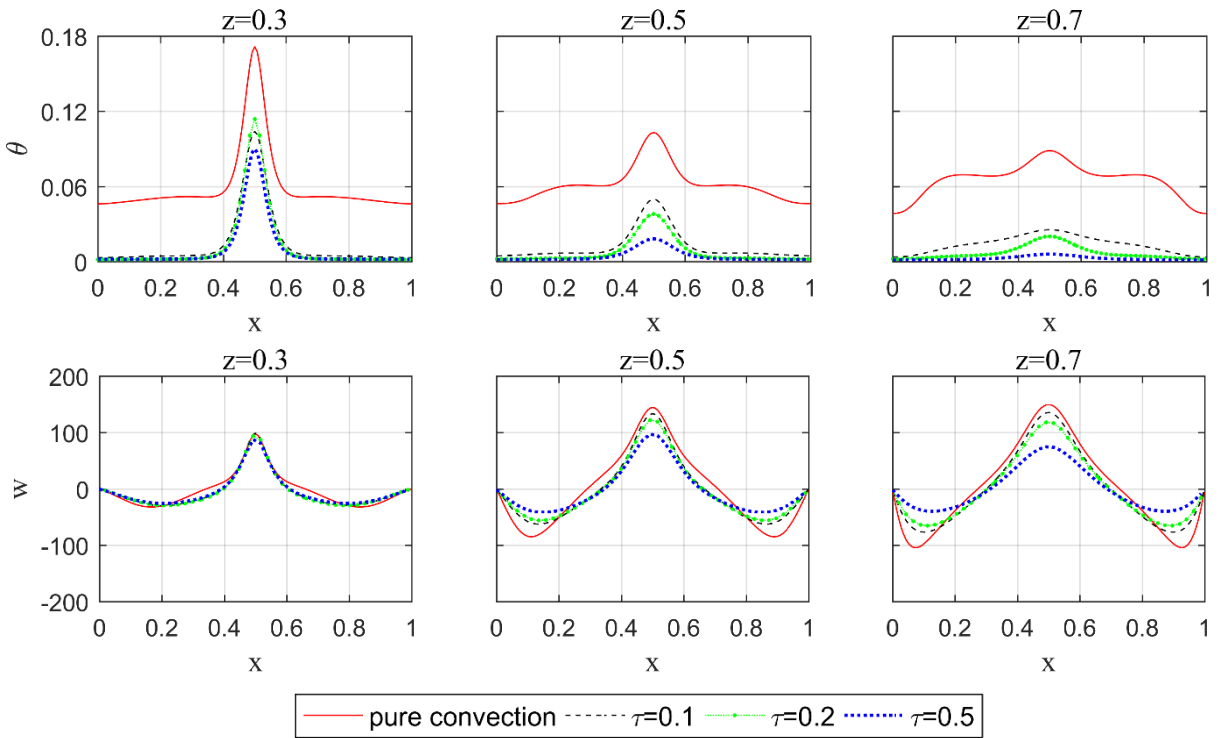 z=0.3 z=0.5 z=0.7
0.18
0.12
θ
0.06
0
0 0.2 0.4 0.6 0.8 1 0 0.2 0.4 0.6 0.8 1 0 0.2 0.4 0.6 0.8 1
x x x
z=0.3 z=0.5 z=0.7
200
100
w
0
-100
-200
0 0.2 0.4 0.6 0.8 1 0 0.2 0.4 0.6 0.8 1 0 0.2 0.4 0.6 0.8 1
x x x
pure convection τ=0.1 τ=0.2 τ=0.5